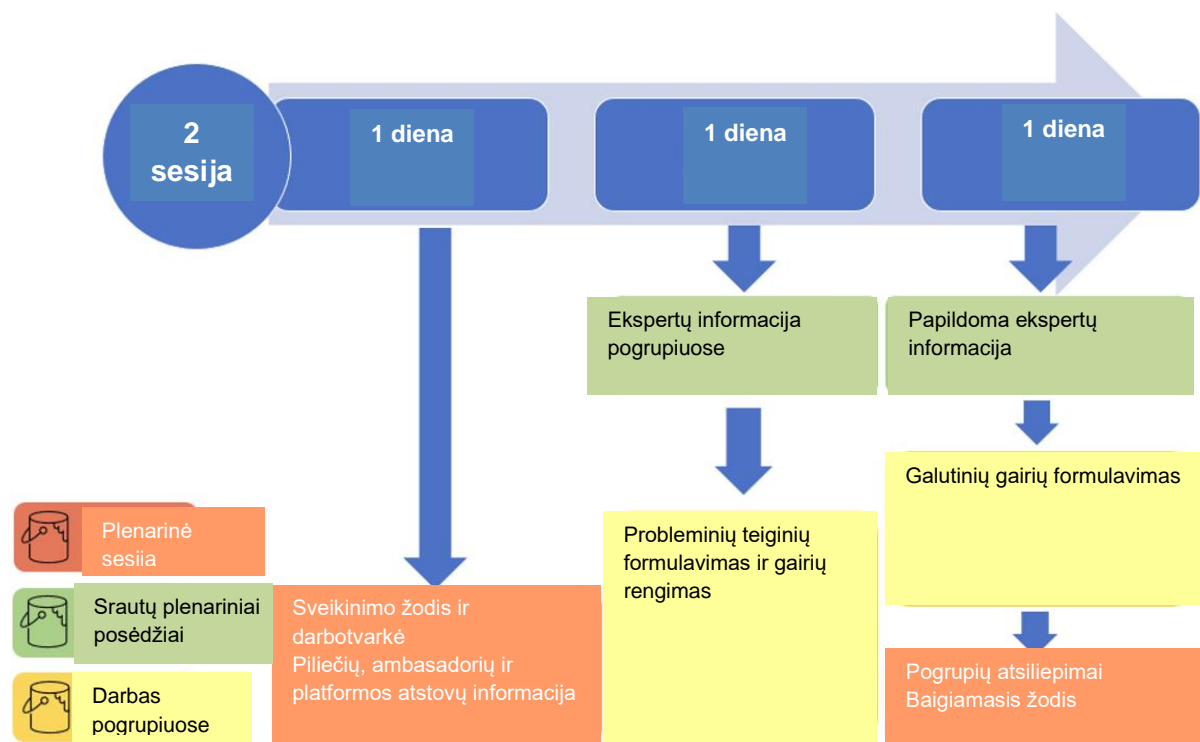 2
sesija
1 diena
1 diena
1 diena
Ekspertų informacija
pogrupiuose
Papildoma ekspertų
informacija
Galutinių gairių formulavimas
Probleminių teiginių
formulavimas ir gairių
rengimas
Plenarinė
sesija
Srautų plenariniai
posėdžiai
Darbas
pogrupiuose
Sveikinimo žodis ir
darbotvarkė
Piliečių, ambasadorių ir
platformos atstovų informacija
Pogrupių atsiliepimai
Baigiamasis žodis